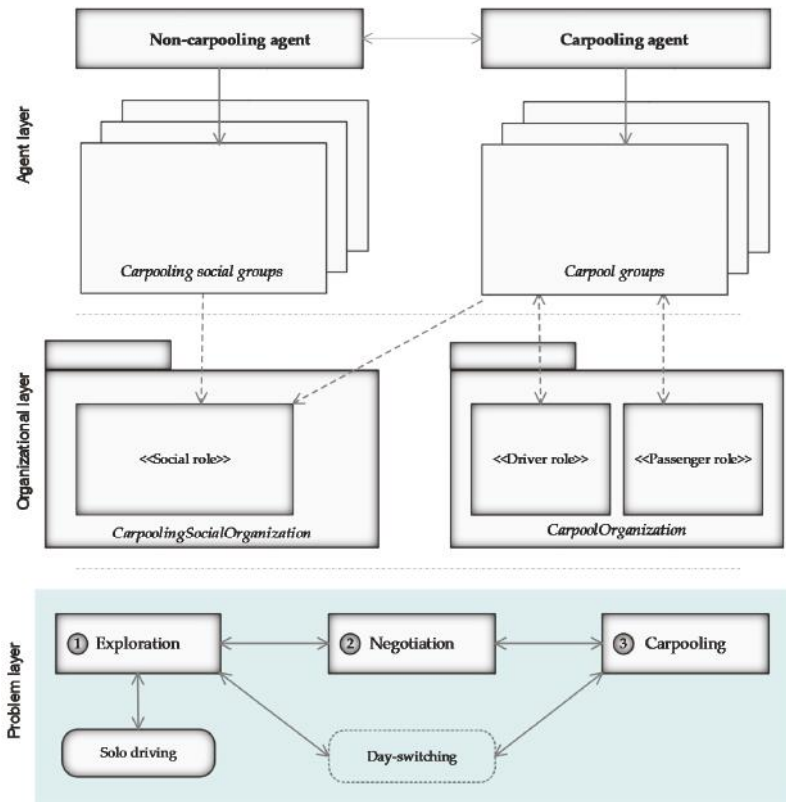 Non-carpooling agent
Carpooling agent
Agent layer
Carpooling social groups
Carpool groups
Organizational layer
<<Social role>>
<<Driver role>>
<<Passenger role>>
CarpoolingSocialOrganization
CarpoolOrganization
Problem layer
1 Exploration
2 Negotiation
3 Carpooling
Solo driving
Day-switching